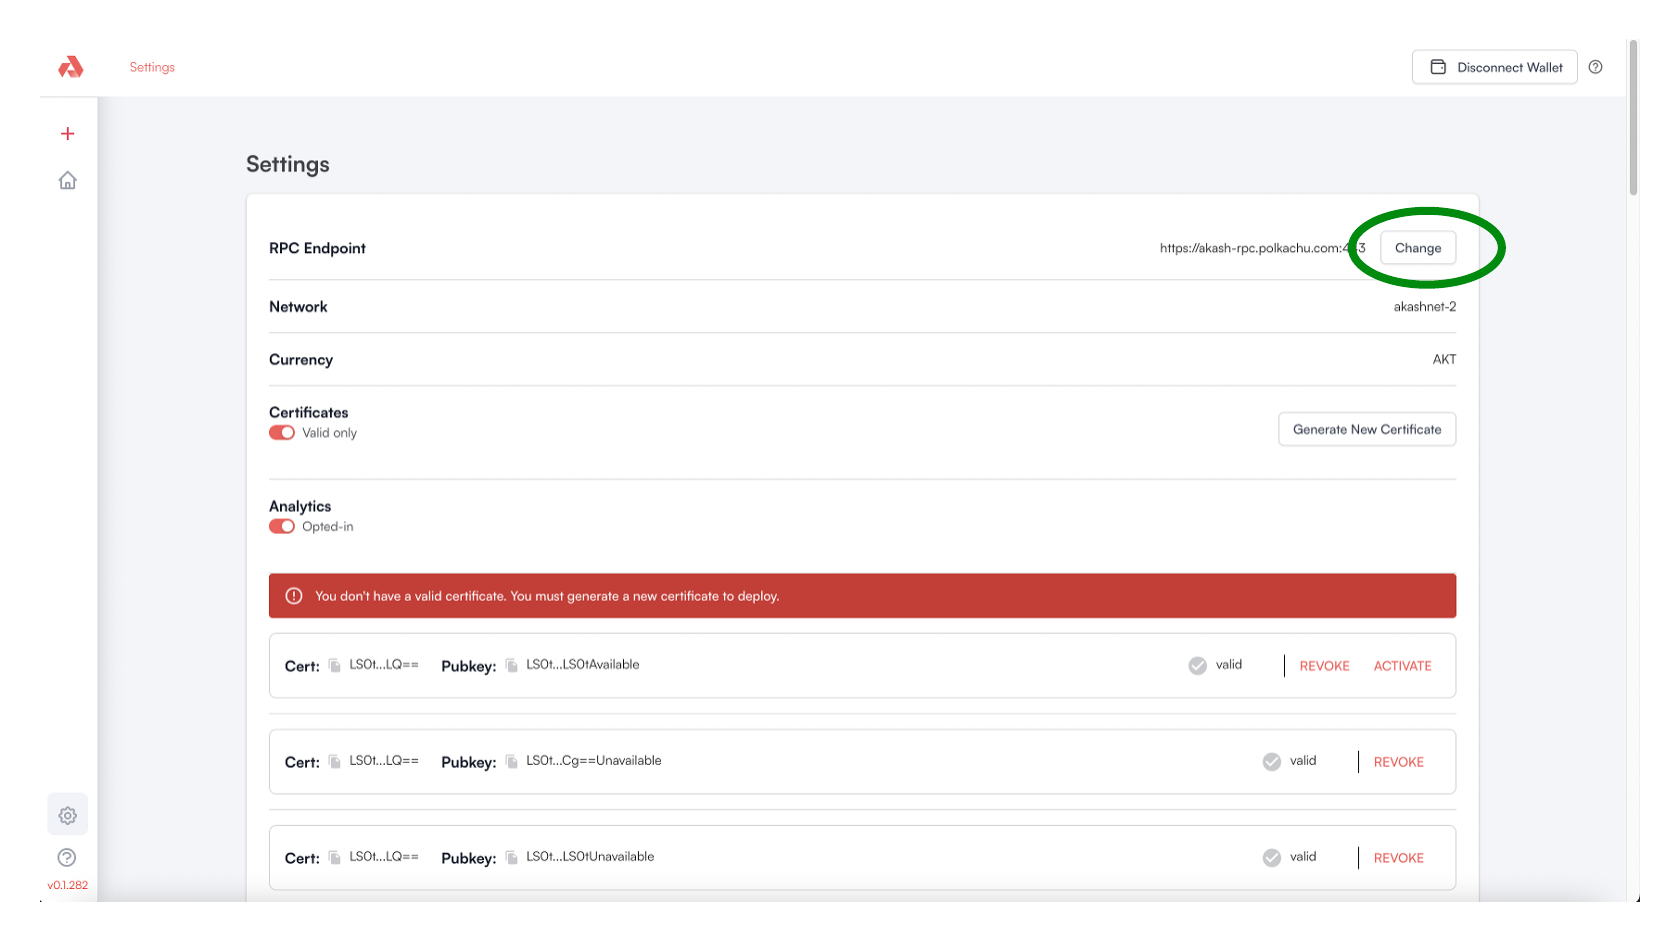 Settings
Disconnect Wallet
Settings
RPC Endpoint
https://akash-rpc.polkachu.com:443 Change
Network
akashnet-2
Currency
AKT
Certificates
Valid only
Generate New Certificate
Analytics
Opted-in
You don't have a valid certificate. You must generate a new certificate to deploy.
Cert: LS0t...LQ== Pubkey: LS0t...LS0tAvailable valid REVOKE ACTIVATE
Cert: LS0t...LQ== Pubkey: LS0t...Cg==Unavailable valid REVOKE
Cert: LS0t...LQ== Pubkey: LS0t...LS0tUnavailable valid REVOKE
v0.1.282